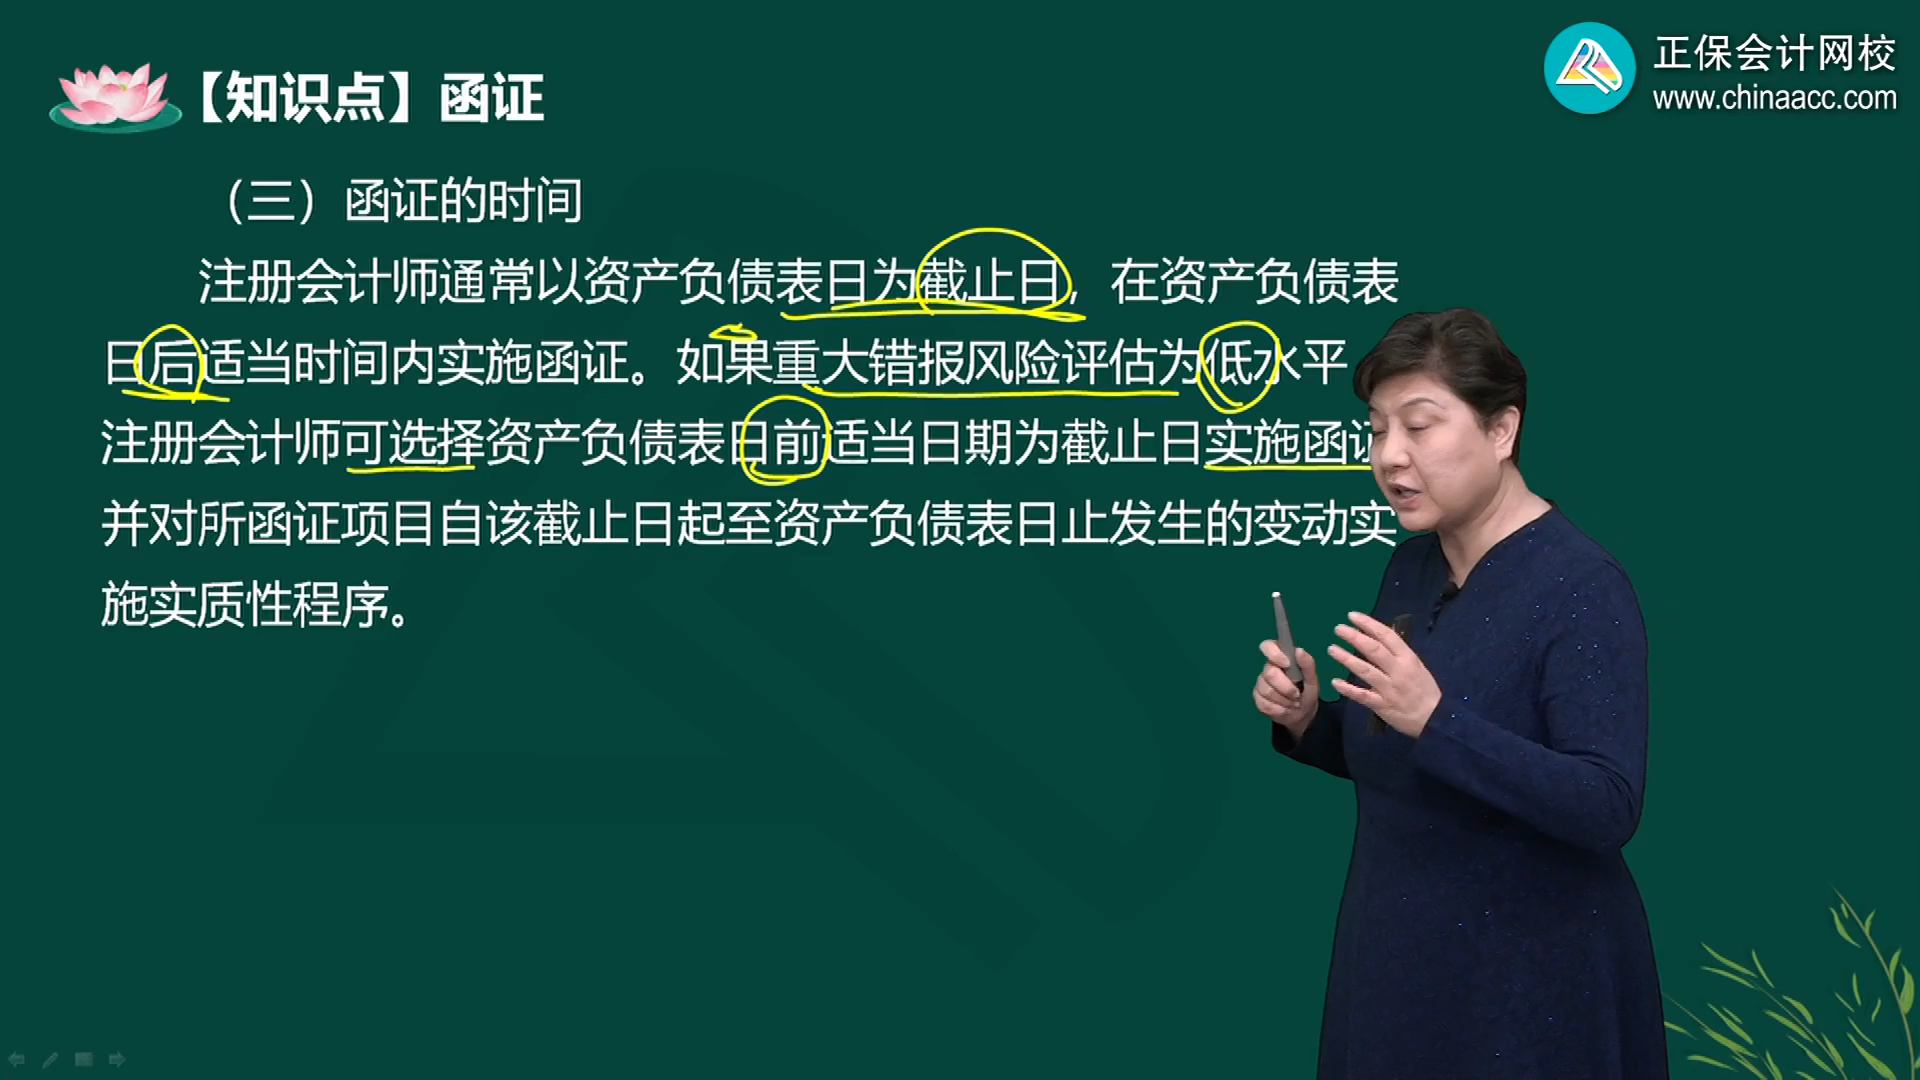 正保会计网校
www.chinaacc.com
【知识点】函证
（三）函证的时间
注册会计师通常以资产负债表日为截止日，在资产负债表
日后适当时间内实施函证。如果重大错报风险评估为低水平
注册会计师可选择资产负债表日前适当日期为截止日实施函证
并对所函证项目自该截止日起至资产负债表日止发生的变动实
施实质性程序。